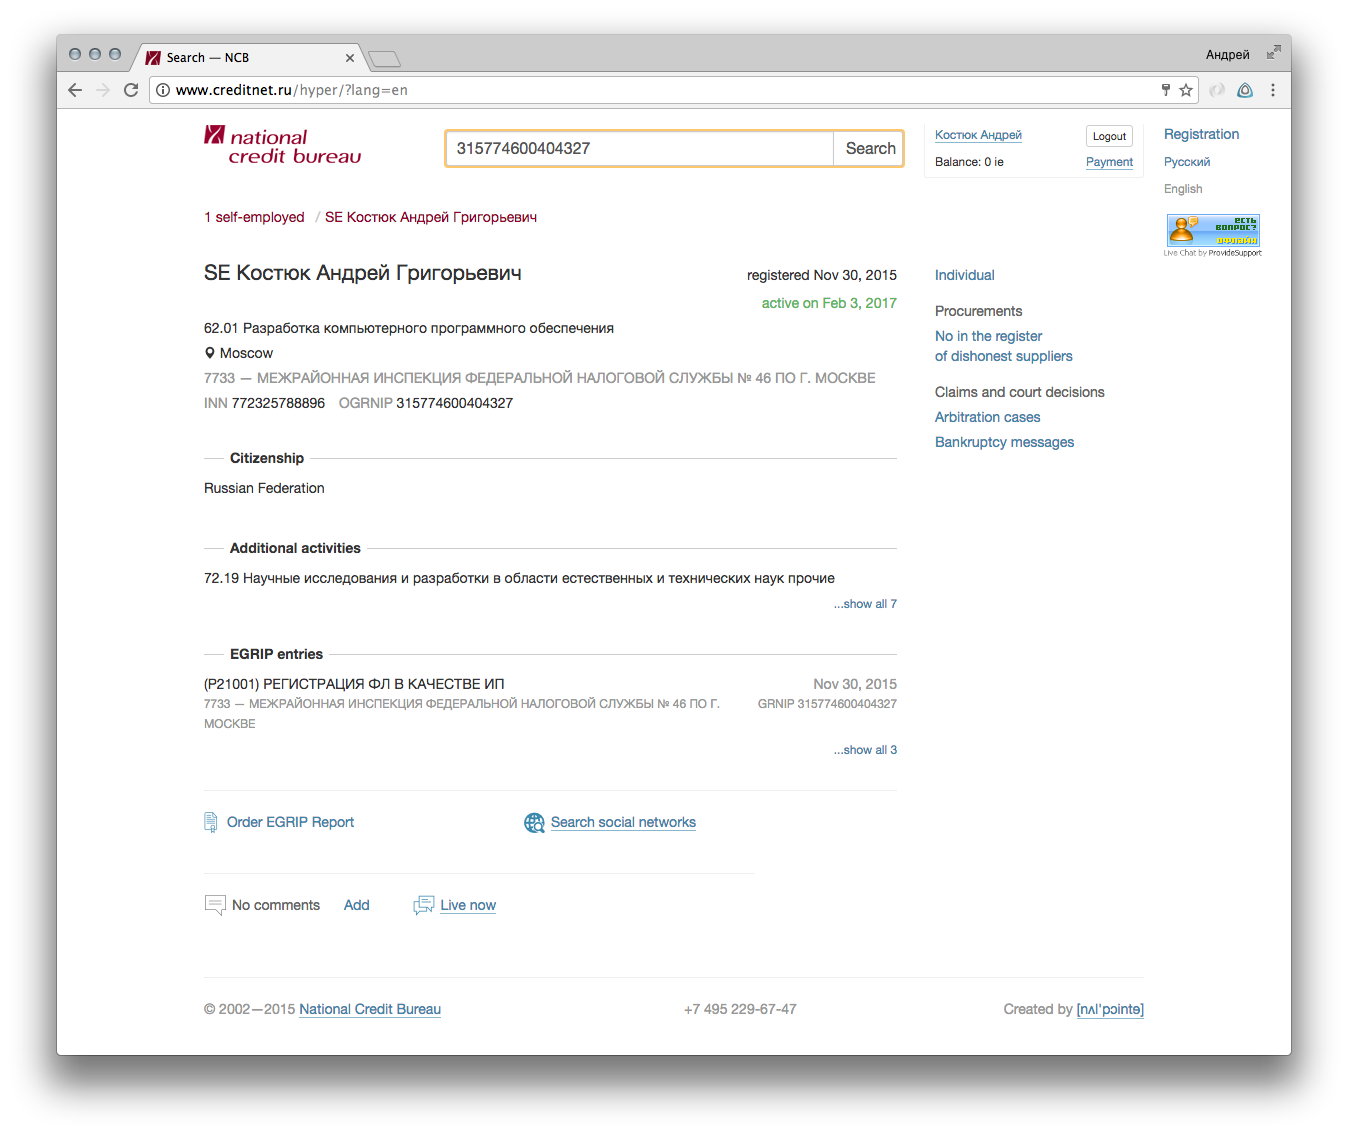 Search — NCB
Андрей
www.creditnet.ru/hyper/?lang=en
national
credit bureau
315774600404327
Search
Костюк Андрей
Logout
Balance: 0 ie
Payment
Registration
Русский
English
есть
вопрос?
оффлайн
Live Chat by ProvideSupport
1 self-employed / SE Костюк Андрей Григорьевич
SE Костюк Андрей Григорьевич
registered Nov 30, 2015
active on Feb 3, 2017
62.01 Разработка компьютерного программного обеспечения
Moscow
7733 — МЕЖРАЙОННАЯ ИНСПЕКЦИЯ ФЕДЕРАЛЬНОЙ НАЛОГОВОЙ СЛУЖБЫ № 46 ПО Г. МОСКВЕ
INN 772325788896 OGRNIP 315774600404327
Individual
Procurements
No in the register
of dishonest suppliers
Claims and court decisions
Arbitration cases
Bankruptcy messages
Citizenship
Russian Federation
Additional activities
72.19 Научные исследования и разработки в области естественных и технических наук прочие
...show all 7
EGRIP entries
(Р21001) РЕГИСТРАЦИЯ ФЛ В КАЧЕСТВЕ ИП
Nov 30, 2015
7733 — МЕЖРАЙОННАЯ ИНСПЕКЦИЯ ФЕДЕРАЛЬНОЙ НАЛОГОВОЙ СЛУЖБЫ № 46 ПО Г.
МОСКВЕ
GRNIP 315774600404327
...show all 3
Order EGRIP Report
Search social networks
No comments
Add
Live now
© 2002—2015 National Credit Bureau
+7 495 229-67-47
Created by [nʌl'pɔintɵ]